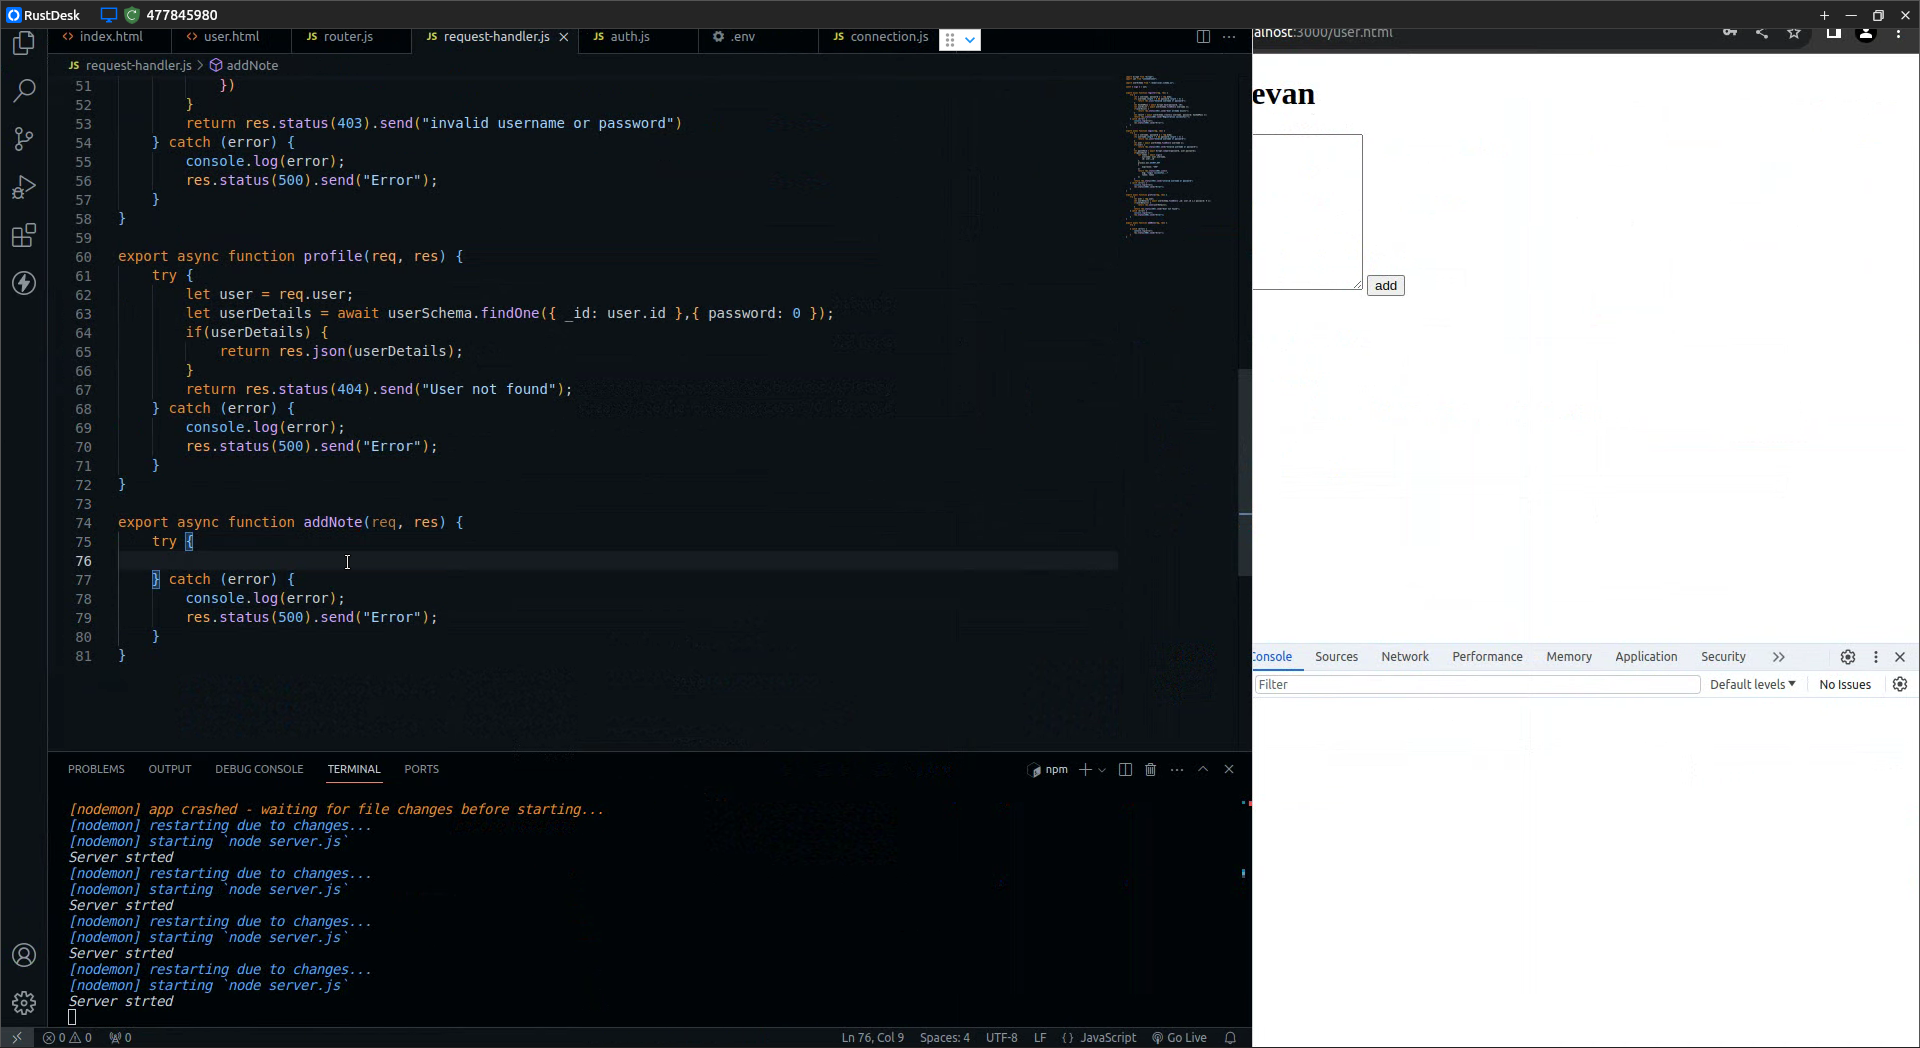 RustDesk 477845980
index.html user.html router.js request-handler.js auth.js .env connection.js
request-handler.js > addNote
51 })
52 }
53 return res.status(403).send("invalid username or password")
54 } catch (error) {
55 console.log(error);
56 res.status(500).send("Error");
57 }
58 }
59
60 export async function profile(req, res) {
61 try {
62 let user = req.user;
63 let userDetails = await userSchema.findOne({ _id: user.id },{ password: 0 });
64 if(userDetails) {
65 return res.json(userDetails);
66 }
67 return res.status(404).send("User not found");
68 } catch (error) {
69 console.log(error);
70 res.status(500).send("Error");
71 }
72 }
73
74 export async function addNote(req, res) {
75 try {
76
77 } catch (error) {
78 console.log(error);
79 res.status(500).send("Error");
80 }
81 }
PROBLEMS OUTPUT DEBUG CONSOLE TERMINAL PORTS npm
[nodemon] app crashed - waiting for file changes before starting...
[nodemon] restarting due to changes...
[nodemon] starting `node server.js`
Server strted
[nodemon] restarting due to changes...
[nodemon] starting `node server.js`
Server strted
[nodemon] restarting due to changes...
[nodemon] starting `node server.js`
Server strted
[nodemon] restarting due to changes...
[nodemon] starting `node server.js`
Server strted
0 0 0 Ln 76, Col 9 Spaces: 4 UTF-8 LF { } JavaScript Go Live
alhost:3000/user.html
evan
add
Console Sources Network Performance Memory Application Security
Filter Default levels No Issues